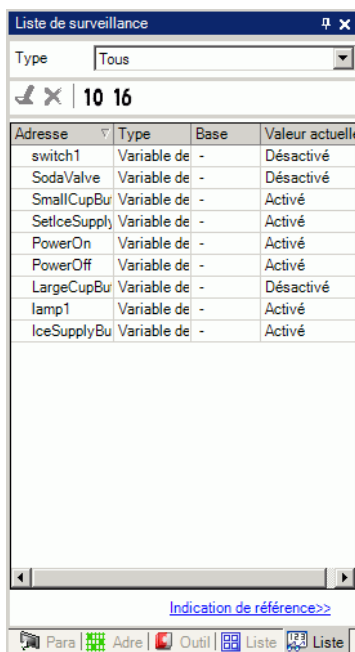 Liste de surveillance
Type Tous
10 16
Adresse Type Base Valeur actuelle
switch1 Variable de - Désactivé
SodaValve Variable de - Désactivé
SmallCupBu Variable de - Activé
SetIceSupply Variable de - Activé
PowerOn Variable de - Activé
PowerOff Variable de - Activé
LargeCupBu Variable de - Désactivé
lamp1 Variable de - Activé
IceSupplyBu Variable de - Activé
Indication de référence>>
Para Adre Outil Liste Liste